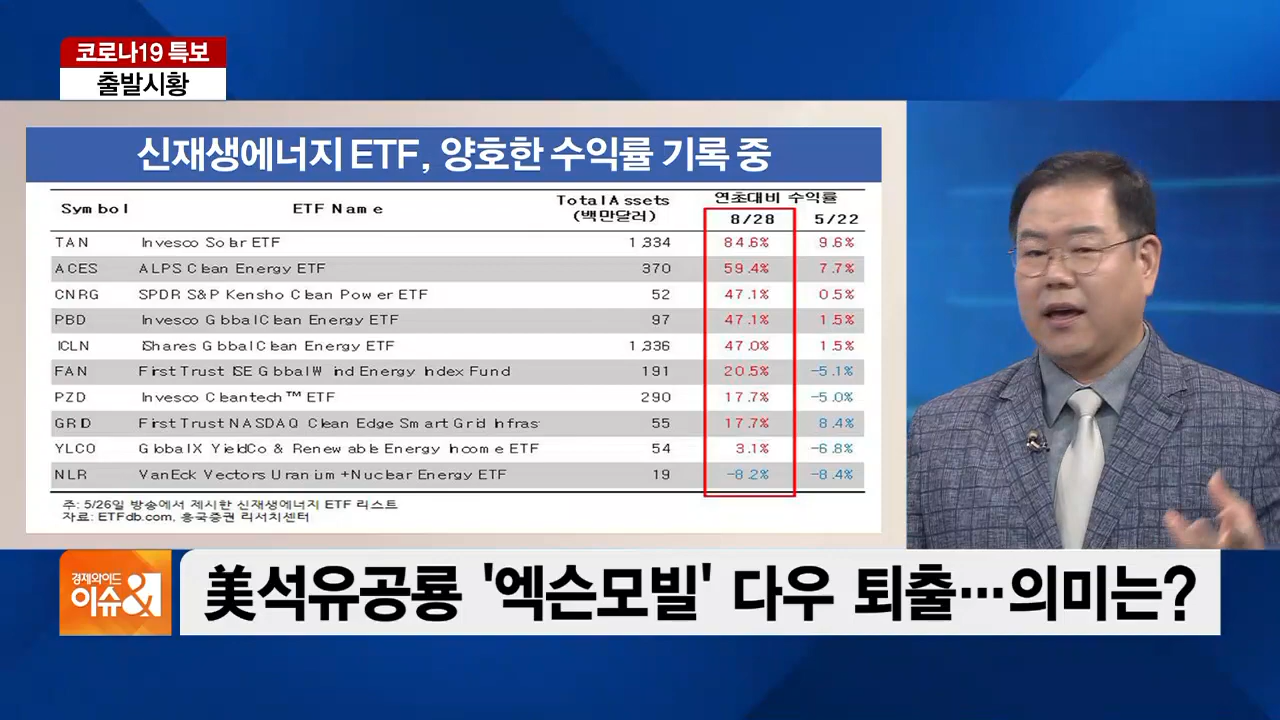 코로나19 특보
출발시황
신재생에너지 ETF, 양호한 수익률 기록 중
Symbol ETF Name Total Assets (백만달러) 연초대비 수익률
8/28 5/22
TAN Invesco Solar ETF 1,334 84.6% 9.6%
ACES ALPS Clean Energy ETF 370 59.4% 7.7%
CNRG SPDR S&P Kensho Clean Power ETF 52 47.1% 0.5%
PBD Invesco Global Clean Energy ETF 97 47.1% 1.5%
ICLN iShares Global Clean Energy ETF 1,336 47.0% 1.5%
FAN First Trust ISE Global Wind Energy Index Fund 191 20.5% -5.1%
PZD Invesco Cleantech™ ETF 290 17.7% -5.0%
GRID First Trust NASDAQ Clean Edge Smart Grid Infras 55 17.7% 8.4%
YLCO Global X YieldCo & Renewable Energy Income ETF 54 3.1% -6.8%
NLR VanEck Vectors Uranium+Nuclear Energy ETF 19 -8.2% -8.4%
주: 5/26일 방송에서 제시한 신재생에너지 ETF 리스트
자료: ETFdb.com, 흥국증권 리서치센터
경제와이드
이슈&
美석유공룡 '엑슨모빌' 다우 퇴출…의미는?